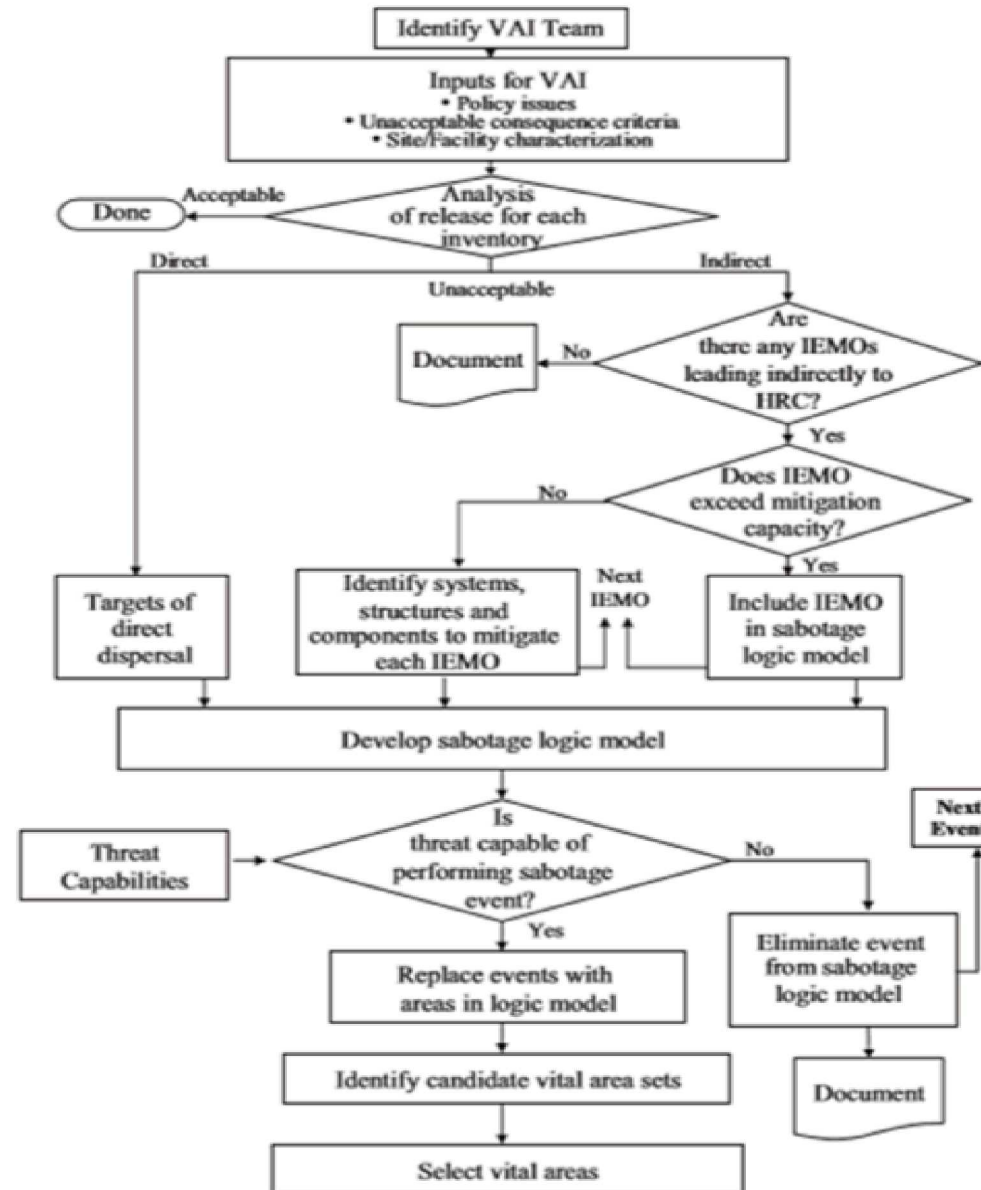 Identify VAI Team
Inputs for VAI
• Policy issues
• Unacceptable consequence criteria
• Site/Facility characterization
Acceptable
Done
Analysis
of release for each
inventory
Direct
Indirect
Unacceptable
Are
there any IEMOs
leading indirectly to
HRC?
No
Document
Yes
Does IEMO
exceed mitigation
capacity?
No
Yes
Targets of
direct
dispersal
Identify systems,
structures and
components to mitigate
each IEMO
Next
IEMO
Include IEMO
in sabotage
logic model
Develop sabotage logic model
Threat
Capabilities
Is
threat capable of
performing sabotage
event?
No
Next
Event
Yes
Eliminate event
from sabotage
logic model
Replace events with
areas in logic model
Document
Identify candidate vital area sets
Select vital areas